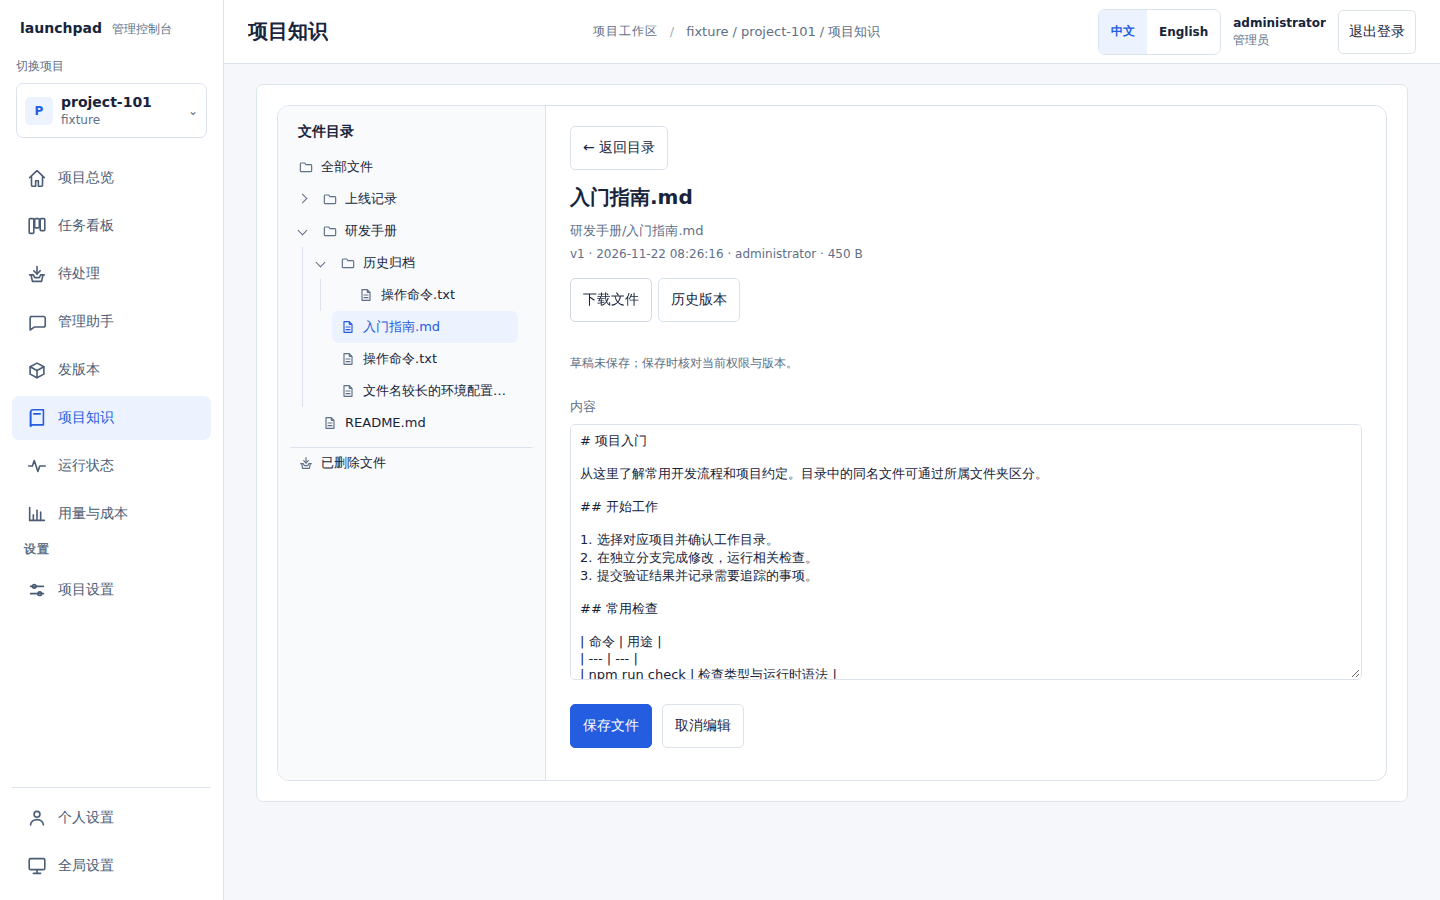 launchpad 管理控制台
切换项目
P
project-101
fixture
项目总览
任务看板
待处理
管理助手
发版本
项目知识
运行状态
用量与成本
设置
项目设置
个人设置
全局设置
项目知识
项目工作区 / fixture / project-101 / 项目知识
中文 English
administrator
管理员
退出登录
文件目录
全部文件
上线记录
研发手册
历史归档
操作命令.txt
入门指南.md
操作命令.txt
文件名较长的环境配置…
README.md
已删除文件
← 返回目录
入门指南.md
研发手册/入门指南.md
v1 · 2026-11-22 08:26:16 · administrator · 450 B
下载文件 历史版本
草稿未保存；保存时核对当前权限与版本。
内容
# 项目入门
从这里了解常用开发流程和项目约定。目录中的同名文件可通过所属文件夹区分。
## 开始工作
1. 选择对应项目并确认工作目录。
2. 在独立分支完成修改，运行相关检查。
3. 提交验证结果并记录需要追踪的事项。
## 常用检查
| 命令 | 用途 |
| --- | --- |
| npm run check | 检查类型与运行时语法 |
保存文件 取消编辑